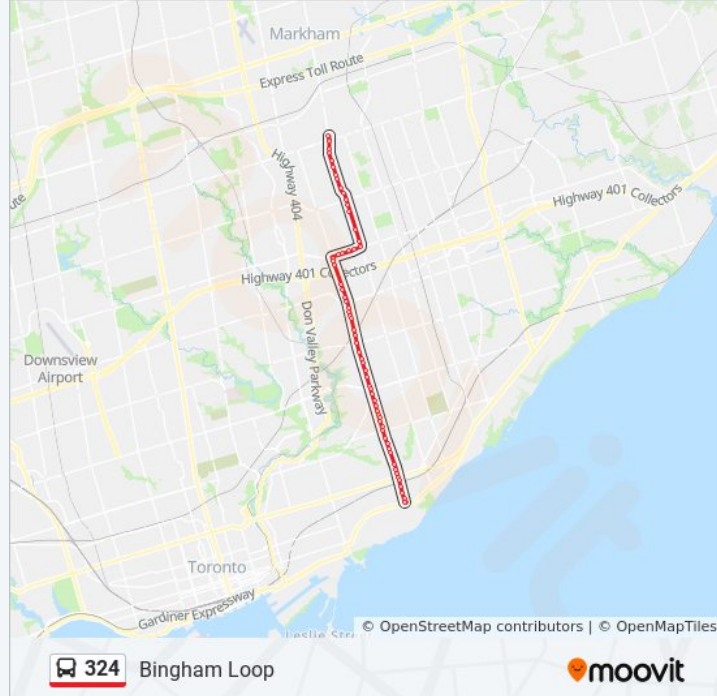 Markham
Express Toll Route
Highway 404
Highway 401 Collectors
Highway 401 Collectors
Don Valley Parkway
Downsview
Airport
Toronto
Gardiner Expressway
© OpenStreetMap contributors | © OpenMapTiles
324 Bingham Loop
moovit